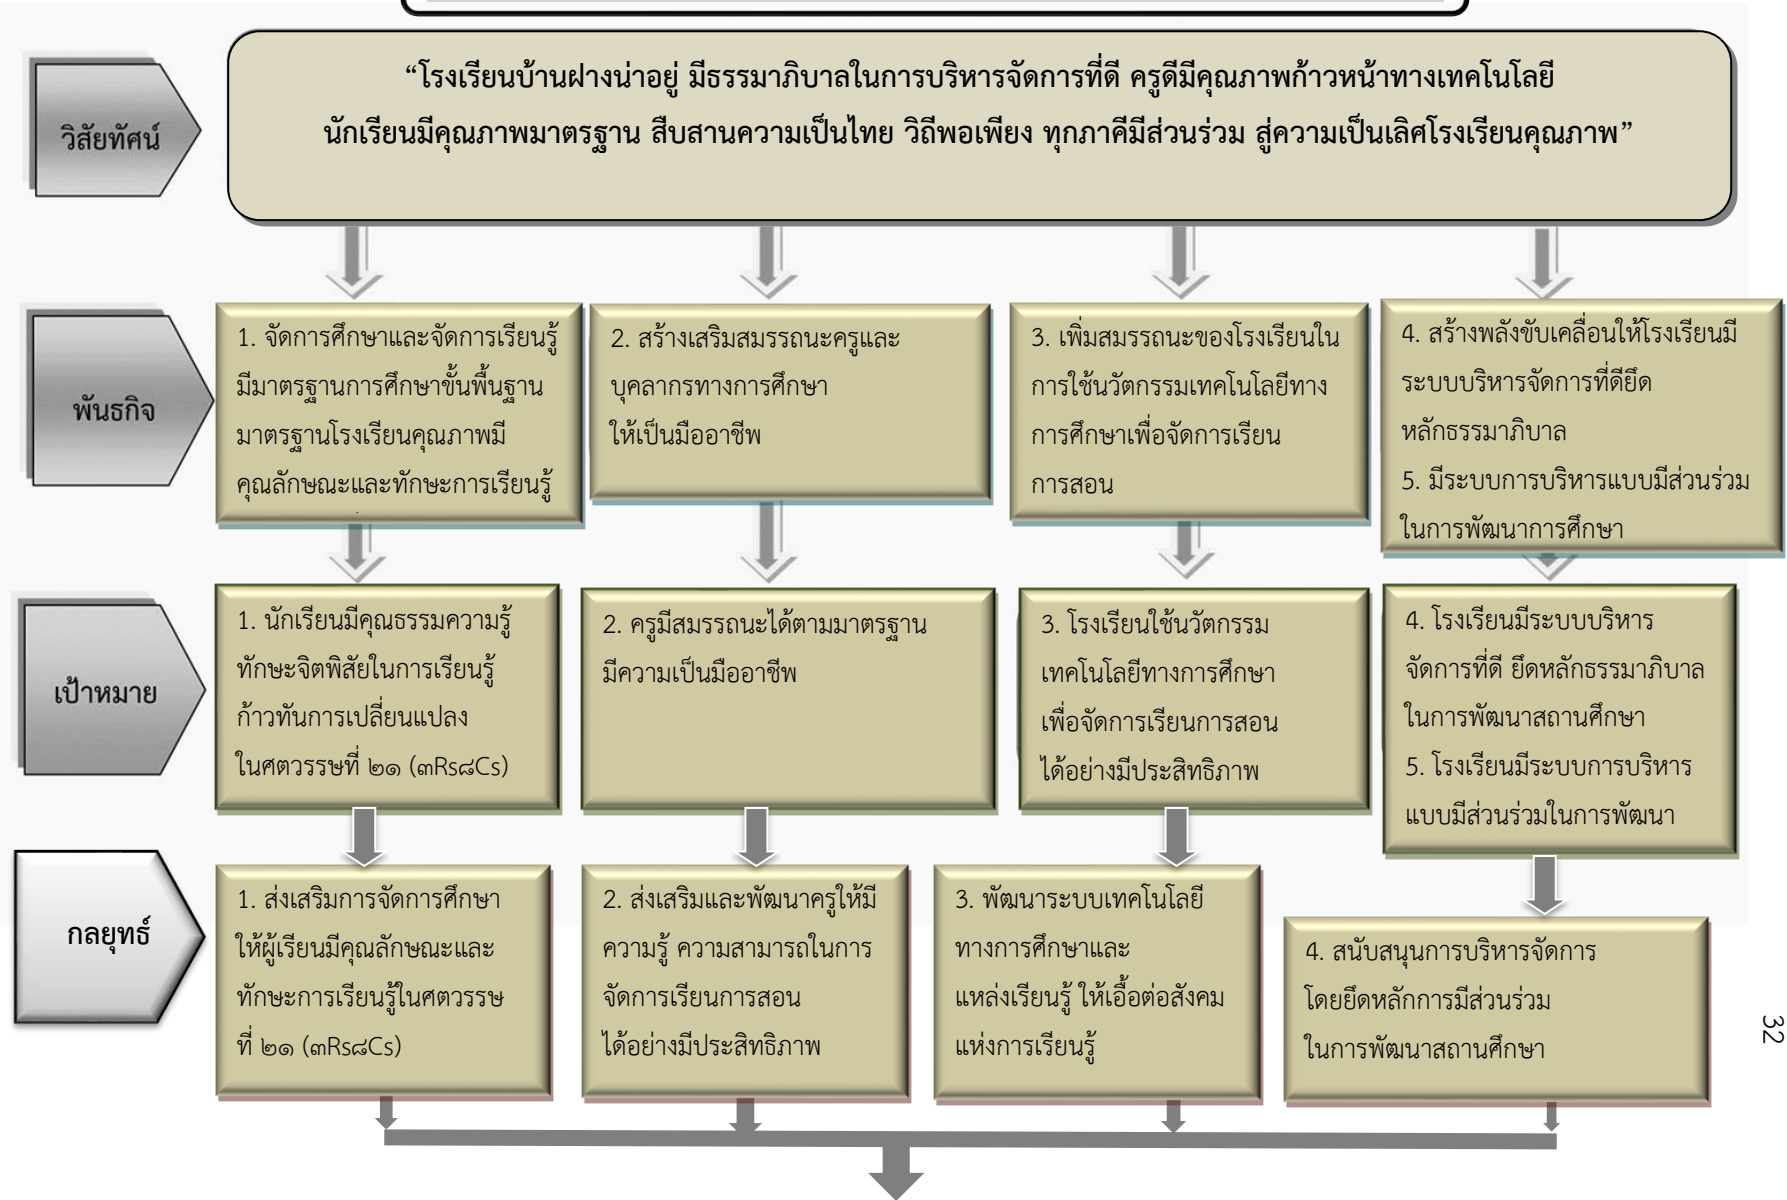 วิสัยทัศน์
“โรงเรียนบ้านฝางน่าอยู่ มีธรรมาภิบาลในการบริหารจัดการที่ดี ครูดีมีคุณภาพก้าวหน้าทางเทคโนโลยี
นักเรียนมีคุณภาพมาตรฐาน สืบสานความเป็นไทย วิถีพอเพียง ทุกภาคีมีส่วนร่วม สู่ความเป็นเลิศโรงเรียนคุณภาพ”
พันธกิจ
1. จัดการศึกษาและจัดการเรียนรู้
มีมาตรฐานการศึกษาขั้นพื้นฐาน
มาตรฐานโรงเรียนคุณภาพมี
คุณลักษณะและทักษะการเรียนรู้
2. สร้างเสริมสมรรถนะครูและ
บุคลากรทางการศึกษา
ให้เป็นมืออาชีพ
3. เพิ่มสมรรถนะของโรงเรียนใน
การใช้นวัตกรรมเทคโนโลยีทาง
การศึกษาเพื่อจัดการเรียน
การสอน
4. สร้างพลังขับเคลื่อนให้โรงเรียนมี
ระบบบริหารจัดการที่ดียึด
หลักธรรมาภิบาล
5. มีระบบการบริหารแบบมีส่วนร่วม
ในการพัฒนาการศึกษา
เป้าหมาย
1. นักเรียนมีคุณธรรมความรู้
ทักษะจิตพิสัยในการเรียนรู้
ก้าวทันการเปลี่ยนแปลง
ในศตวรรษที่ ๒๑ (๓Rs๘Cs)
2. ครูมีสมรรถนะได้ตามมาตรฐาน
มีความเป็นมืออาชีพ
3. โรงเรียนใช้นวัตกรรม
เทคโนโลยีทางการศึกษา
เพื่อจัดการเรียนการสอน
ได้อย่างมีประสิทธิภาพ
4. โรงเรียนมีระบบบริหาร
จัดการที่ดี ยึดหลักธรรมาภิบาล
ในการพัฒนาสถานศึกษา
5. โรงเรียนมีระบบการบริหาร
แบบมีส่วนร่วมในการพัฒนา
กลยุทธ์
1. ส่งเสริมการจัดการศึกษา
ให้ผู้เรียนมีคุณลักษณะและ
ทักษะการเรียนรู้ในศตวรรษ
ที่ ๒๑ (๓Rs๘Cs)
2. ส่งเสริมและพัฒนาครูให้มี
ความรู้ ความสามารถในการ
จัดการเรียนการสอน
ได้อย่างมีประสิทธิภาพ
3. พัฒนาระบบเทคโนโลยี
ทางการศึกษาและ
แหล่งเรียนรู้ ให้เอื้อต่อสังคม
แห่งการเรียนรู้
4. สนับสนุนการบริหารจัดการ
โดยยึดหลักการมีส่วนร่วม
ในการพัฒนาสถานศึกษา
32